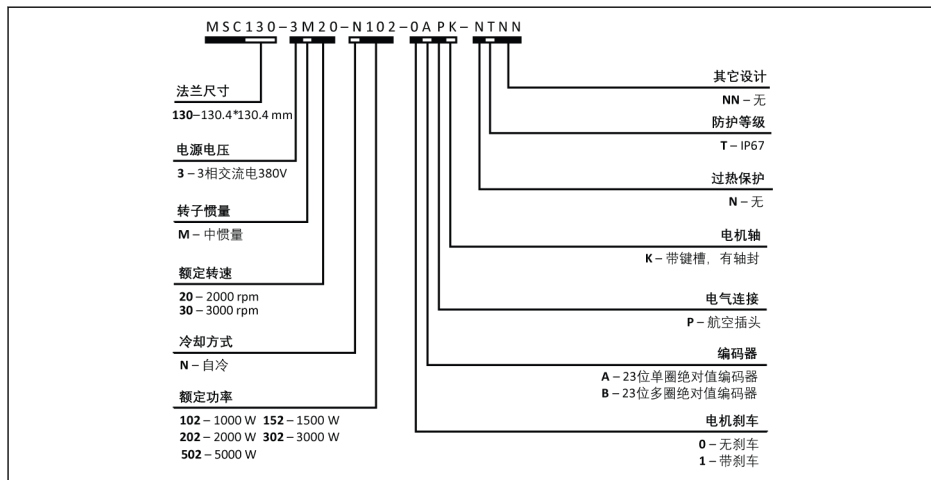 MSC130-3M20-N102-0APK-NTNN
法兰尺寸
130–130.4*130.4 mm
电源电压
3 – 3相交流电380V
转子惯量
M – 中惯量
额定转速
20 – 2000 rpm
30 – 3000 rpm
冷却方式
N – 自冷
额定功率
102 – 1000 W 152 – 1500 W
202 – 2000 W 302 – 3000 W
502 – 5000 W
其它设计
NN – 无
防护等级
T – IP67
过热保护
N – 无
电机轴
K – 带键槽，有轴封
电气连接
P – 航空插头
编码器
A – 23位单圈绝对值编码器
B – 23位多圈绝对值编码器
电机刹车
0 – 无刹车
1 – 带刹车